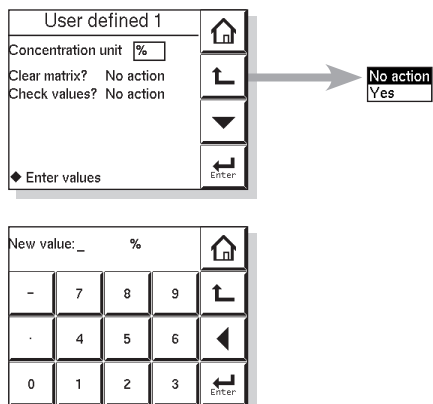 User defined 1
Concentration unit %
Clear matrix? No action
Check values? No action
◆ Enter values
Enter
No action
Yes
New value:_ %
- 7 8 9
. 4 5 6
0 1 2 3
Enter